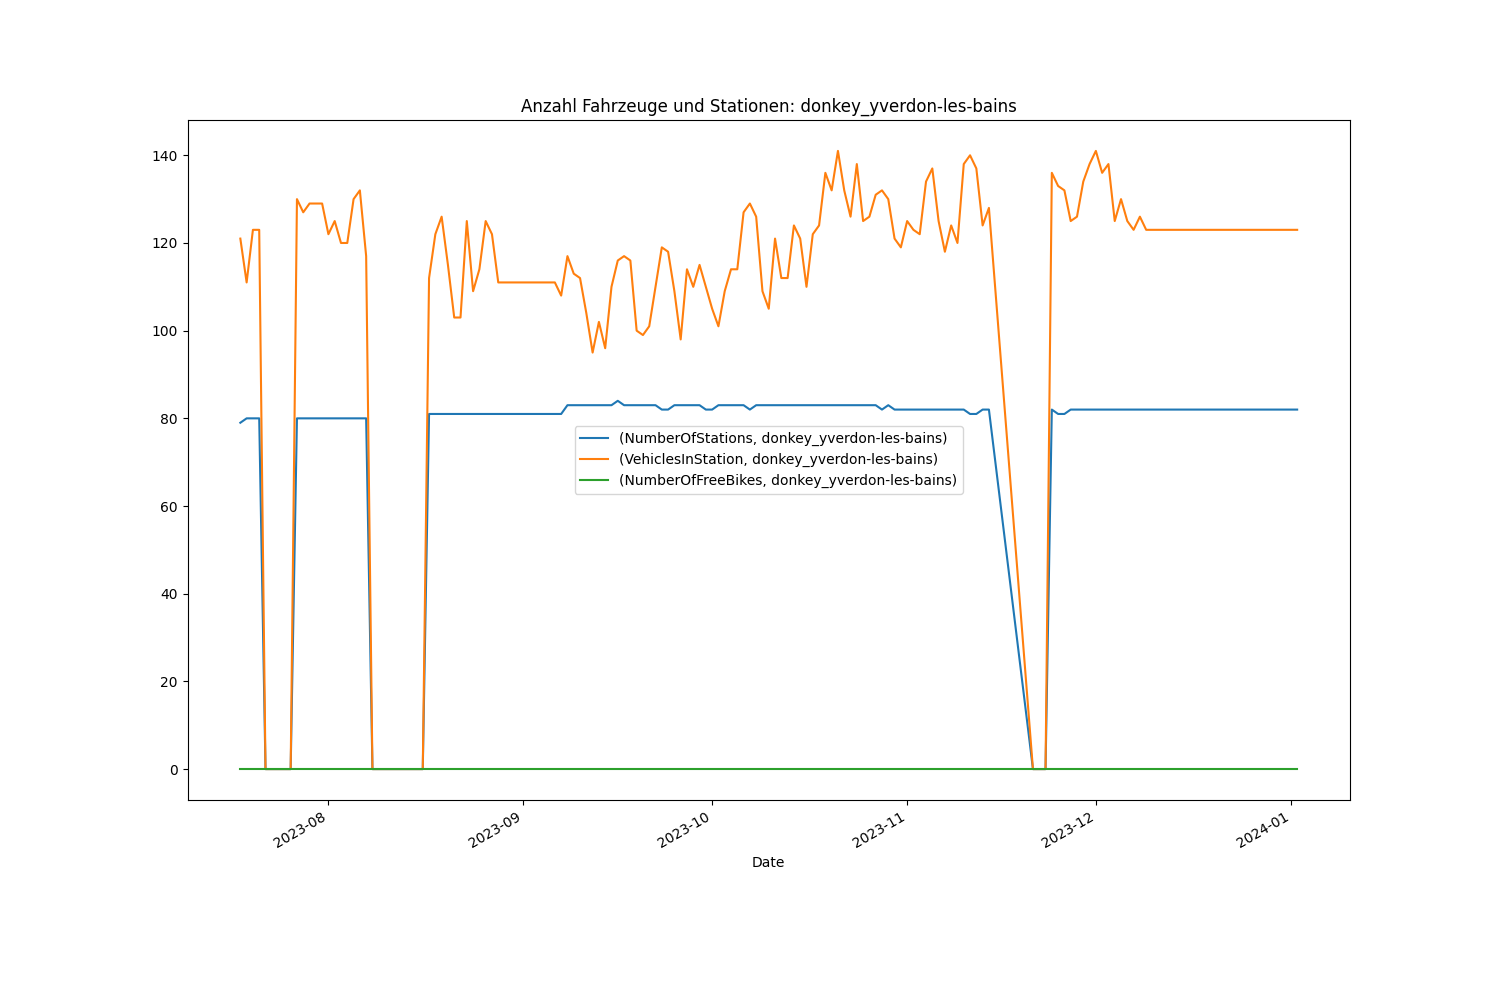 Anzahl Fahrzeuge und Stationen: donkey_yverdon-les-bains
140
120
100
80
60
40
20
0
(NumberOfStations, donkey_yverdon-les-bains)
(VehiclesInStation, donkey_yverdon-les-bains)
(NumberOfFreeBikes, donkey_yverdon-les-bains)
2023-08 2023-09 2023-10 2023-11 2023-12 2024-01
Date